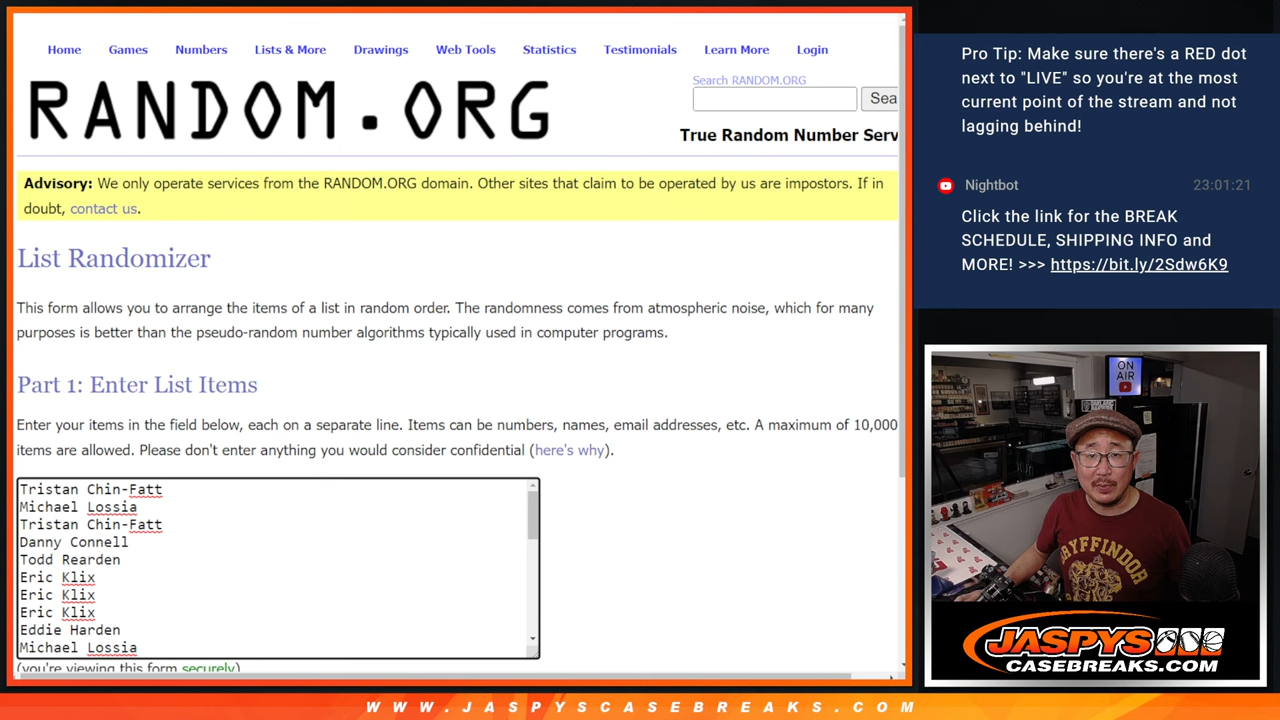 Home Games Numbers Lists & More Drawings Web Tools Statistics Testimonials Learn More Login
RANDOM.ORG
Search RANDOM.ORG
Sea
True Random Number Serv
Advisory: We only operate services from the RANDOM.ORG domain. Other sites that claim to be operated by us are impostors. If in
doubt, contact us.
List Randomizer
This form allows you to arrange the items of a list in random order. The randomness comes from atmospheric noise, which for many
purposes is better than the pseudo-random number algorithms typically used in computer programs.
Part 1: Enter List Items
Enter your items in the field below, each on a separate line. Items can be numbers, names, email addresses, etc. A maximum of 10,000
items are allowed. Please don't enter anything you would consider confidential (here's why).
Tristan Chin-Fatt
Michael Lossia
Tristan Chin-Fatt
Danny Connell
Todd Rearden
Eric Klix
Eric Klix
Eric Klix
Eddie Harden
Michael Lossia
(you're viewing this form securely)
Pro Tip: Make sure there's a RED dot
next to "LIVE" so you're at the most
current point of the stream and not
lagging behind!
Nightbot 23:01:21
Click the link for the BREAK
SCHEDULE, SHIPPING INFO and
MORE! >>> https://bit.ly/2Sdw6K9
ON
AIR
GRYFFINDOR
JASPYS
CASEBREAKS.COM
WWW.JASPYSCASEBREAKS.COM